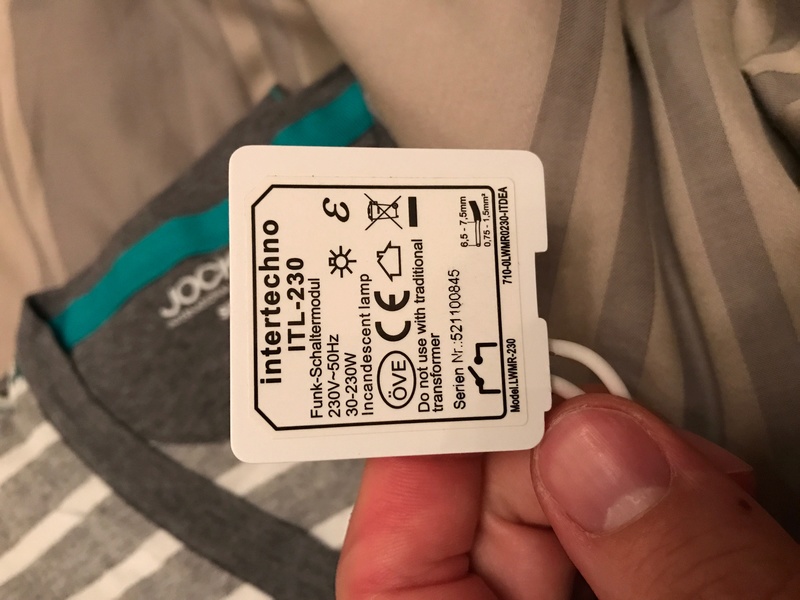 intertechno
ITL-230
Funk-Schaltermodul
230V~50Hz
30-230W
Incandescent lamp
ÖVE CE
Do not use with traditional
transformer
Serien Nr.:521100845
6,5 - 7,5mm
0,75 - 1,5mm²
Model.LWMR-230
710-0LWMR0230-ITDEA